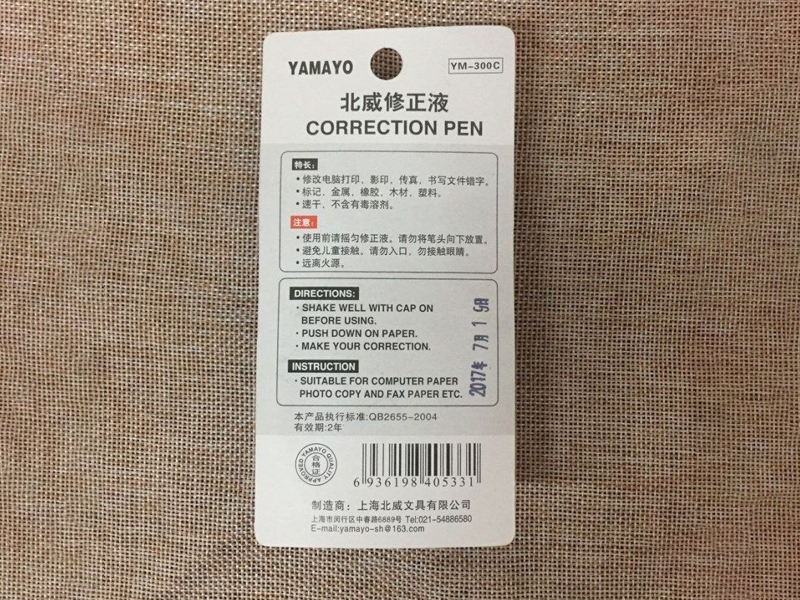 YAMAYO
YM-300C
北威修正液
CORRECTION PEN
特长:
•修改电脑打印、影印、传真、书写文件错字。
•标记、金属、橡胶、木材、塑料。
•速干、不含有毒溶剂。
注意:
•使用前请摇匀修正液。请勿将笔头向下放置。
•避免儿童接触。请勿入口,勿接触眼睛。
•远离火源。
DIRECTIONS:
·SHAKE WELL WITH CAP ON
BEFORE USING.
·PUSH DOWN ON PAPER.
·MAKE YOUR CORRECTION.
INSTRUCTION
·SUITABLE FOR COMPUTER PAPER
PHOTO COPY AND FAX PAPER ETC.
2017年 7月 1 9日
本产品执行标准:QB2655-2004
有效期:2年
APPROVED YAMAYO QUALITY
合格证
6 936198 405331
制造商:上海北威文具有限公司
上海市闵行区中春路6889号 Tel:021-54886580
E-mail:yamayo-sh@163.com